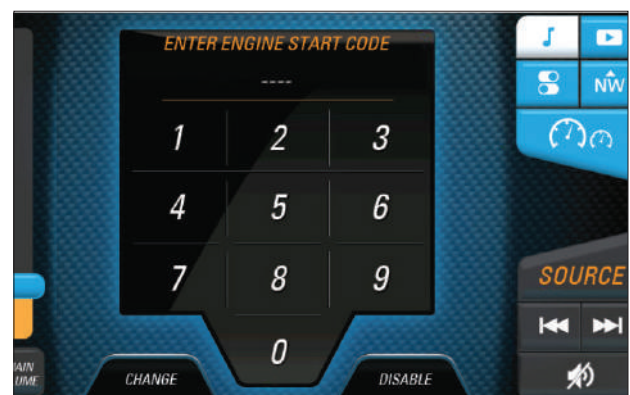 ENTER ENGINE START CODE
----
1 2 3
4 5 6
7 8 9
0
CHANGE
DISABLE
NW
SOURCE